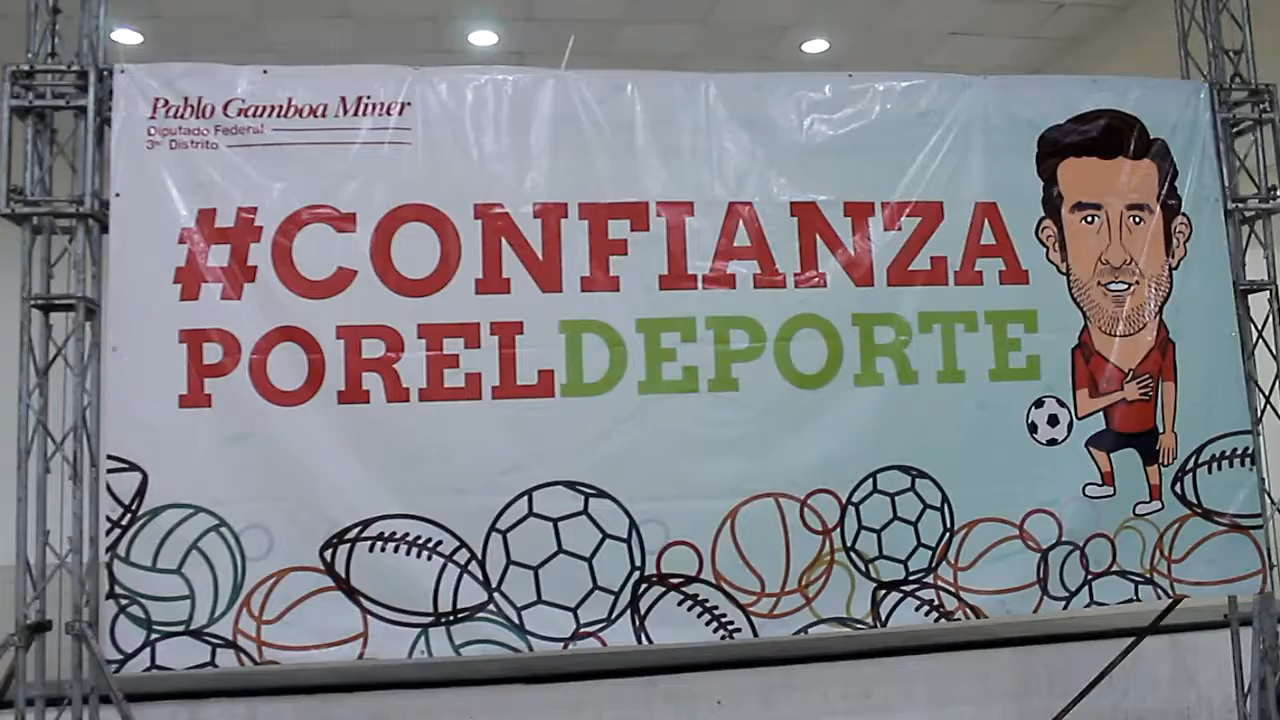 Pablo Gamboa Miner
Diputado Federal
3er Distrito
#CONFIANZA
PORELDEPORTE